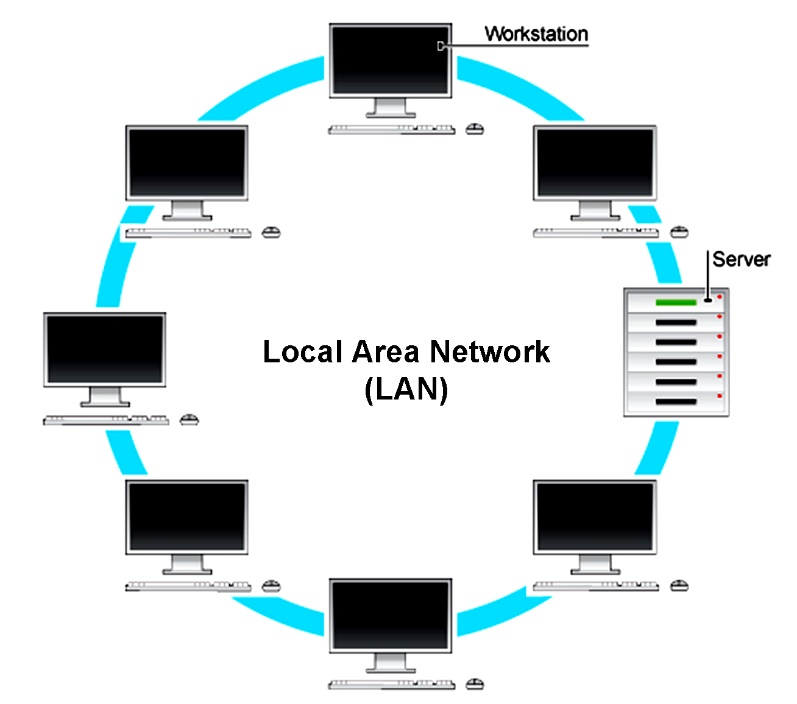 Workstation
Server
Local Area Network
(LAN)